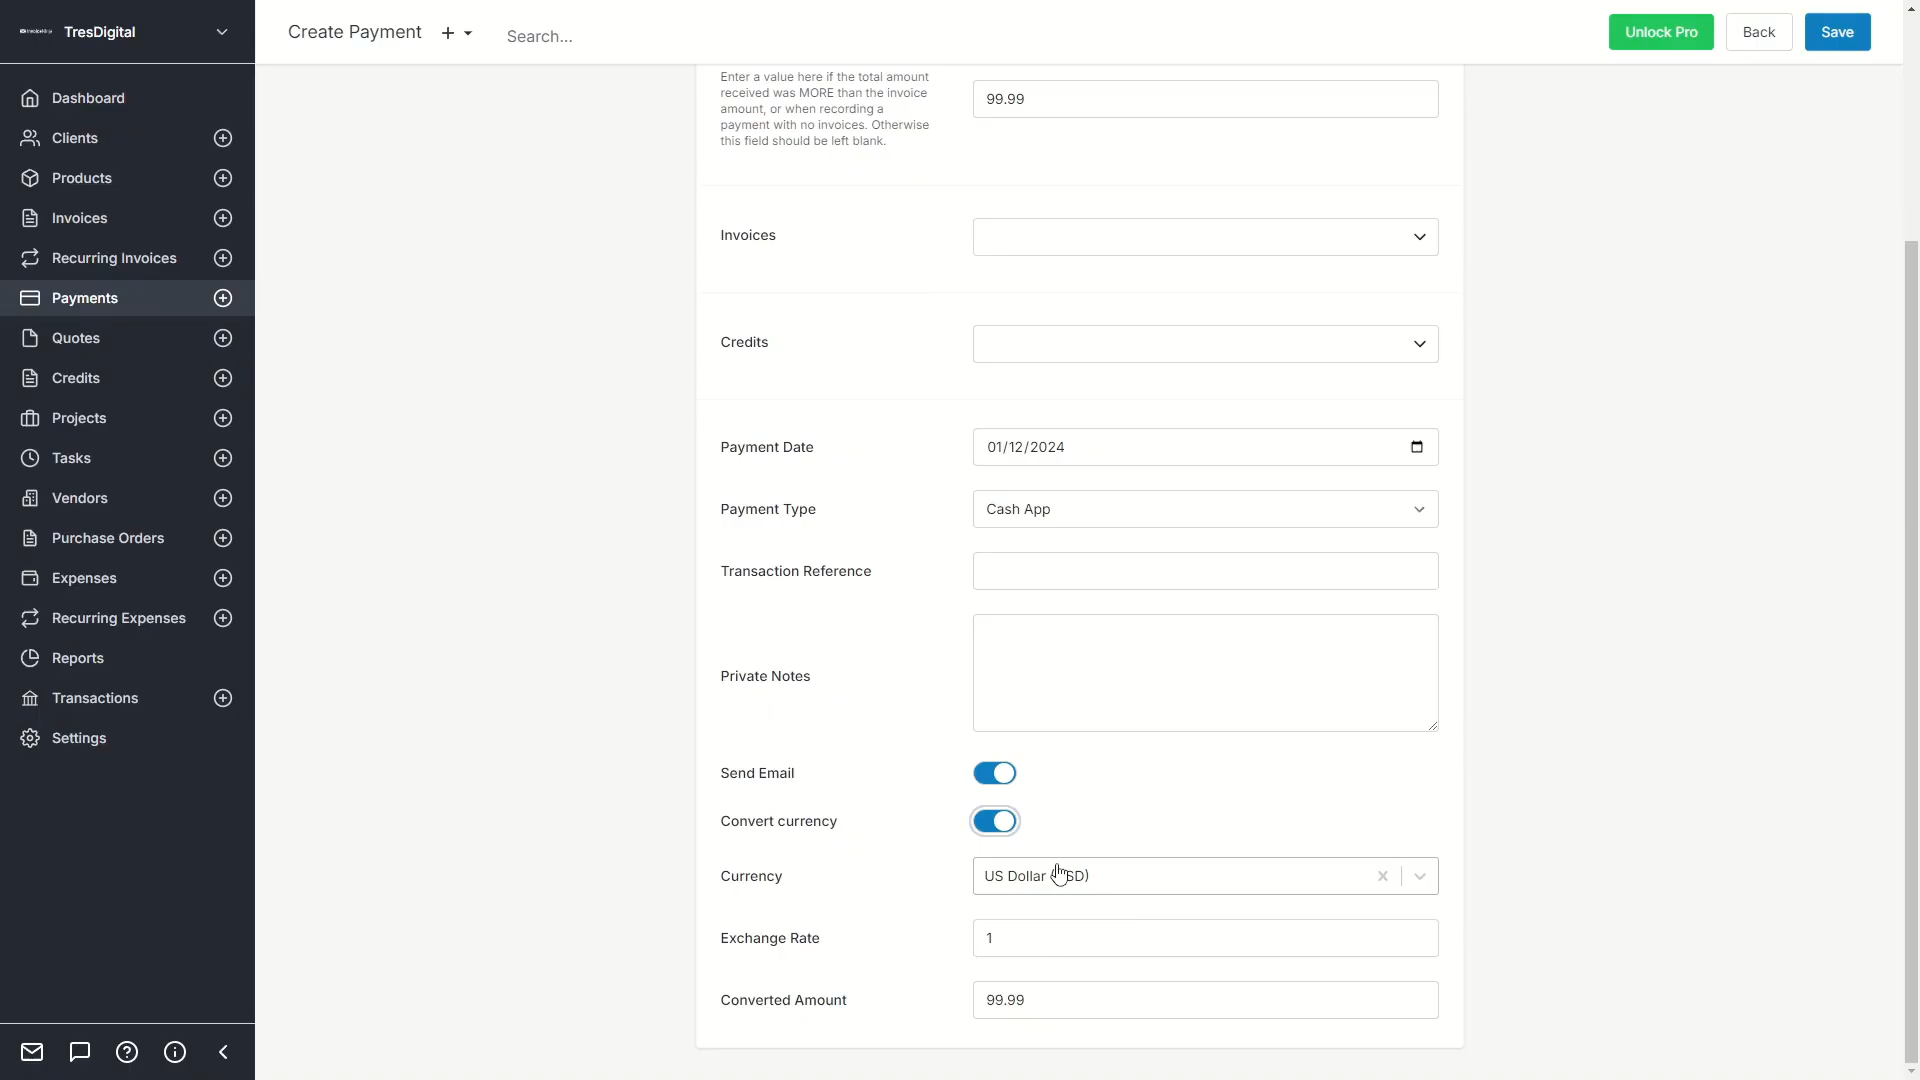 TresDigital
Create Payment
Search...
Unlock Pro
Back
Save
Dashboard
Clients
Products
Invoices
Recurring Invoices
Payments
Quotes
Credits
Projects
Tasks
Vendors
Purchase Orders
Expenses
Recurring Expenses
Reports
Transactions
Settings
Enter a value here if the total amount
received was MORE than the invoice
amount, or when recording a
payment with no invoices. Otherwise
this field should be left blank.
99.99
Invoices
Credits
Payment Date
01/12/2024
Payment Type
Cash App
Transaction Reference
Private Notes
Send Email
Convert currency
Currency
US Dollar (USD)
Exchange Rate
1
Converted Amount
99.99